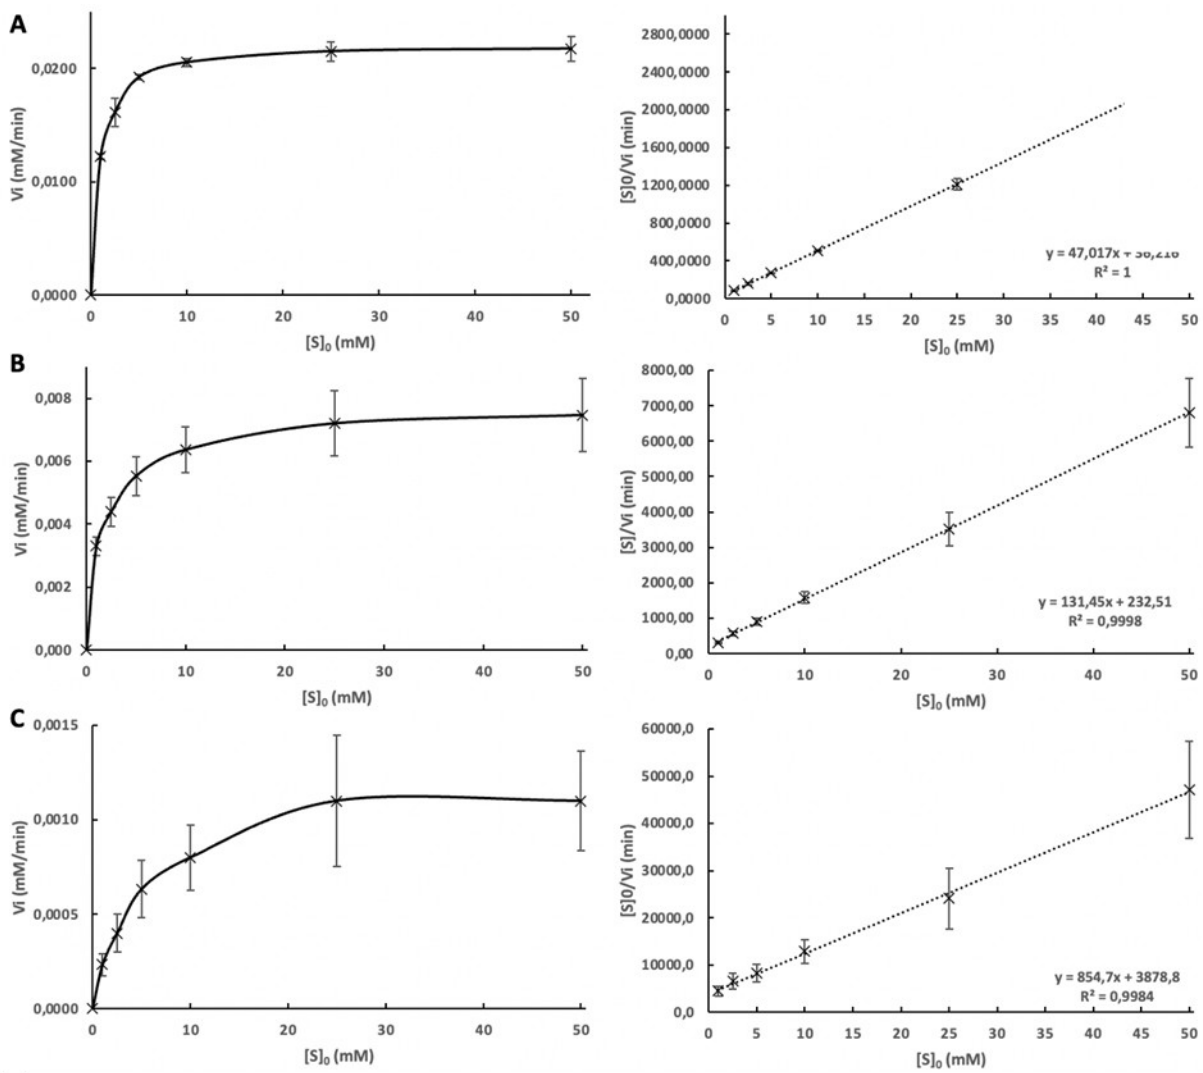 A
Vi (mM/min)
0,0200
0,0100
0,0000
0 10 20 30 40 50
[S]₀ (mM)
[S]0/Vi (min)
2800,0000
2400,0000
2000,0000
1600,0000
1200,0000
800,0000
400,0000
0,0000
0 5 10 15 20 25 30 35 40 45 50
[S]₀ (mM)
y = 47,017x +
R² = 1
B
Vi (mM/min)
0,008
0,006
0,004
0,002
0,000
0 10 20 30 40 50
[S]₀ (mM)
[S]/Vi (min)
8000,00
7000,00
6000,00
5000,00
4000,00
3000,00
2000,00
1000,00
0,00
0 5 10 15 20 25 30 35 40 45 50
[S]₀ (mM)
y = 131,45x + 232,51
R² = 0,9998
C
Vi (mM/min)
0,0015
0,0010
0,0005
0,0000
0 10 20 30 40 50
[S]₀ (mM)
[S]0/Vi (min)
60000,0
50000,0
40000,0
30000,0
20000,0
10000,0
0,0
0 5 10 15 20 25 30 35 40 45 50
[S]₀ (mM)
y = 854,7x + 3878,8
R² = 0,9984